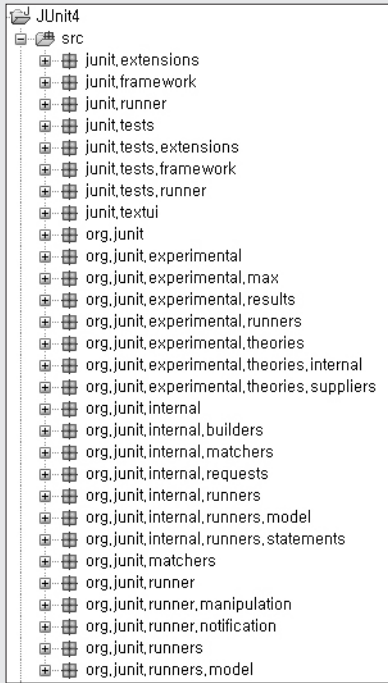 JUnit4
src
junit.extensions
junit.framework
junit.runner
junit.tests
junit.tests.extensions
junit.tests.framework
junit.tests.runner
junit.textui
org.junit
org.junit.experimental
org.junit.experimental.max
org.junit.experimental.results
org.junit.experimental.runners
org.junit.experimental.theories
org.junit.experimental.theories.internal
org.junit.experimental.theories.suppliers
org.junit.internal
org.junit.internal.builders
org.junit.internal.matchers
org.junit.internal.requests
org.junit.internal.runners
org.junit.internal.runners.model
org.junit.internal.runners.statements
org.junit.matchers
org.junit.runner
org.junit.runner.manipulation
org.junit.runner.notification
org.junit.runners
org.junit.runners.model